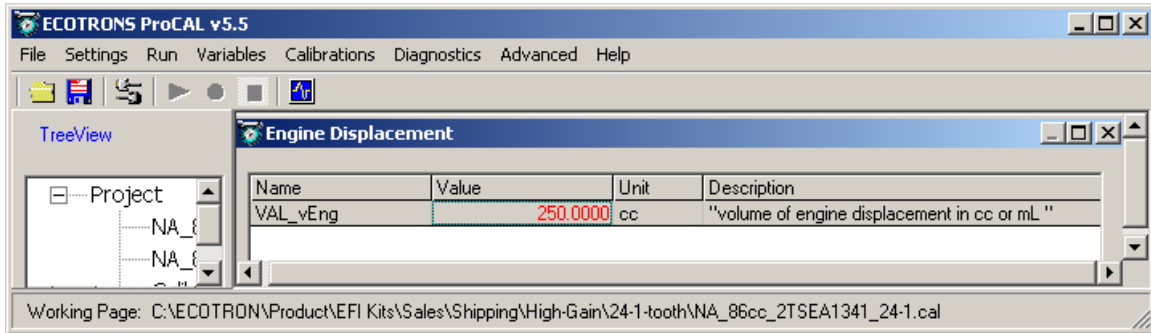 ECOTRONS ProCAL v5.5
File Settings Run Variables Calibrations Diagnostics Advanced Help
TreeView
Engine Displacement
Project
NA_8
NA_8
Name Value Unit Description
VAL_vEng 250.0000 cc "volume of engine displacement in cc or mL "
Working Page: C:\ECOTRON\Product\EFI Kits\Sales\Shipping\High-Gain\24-1-tooth\NA_86cc_2TSEA1341_24-1.cal